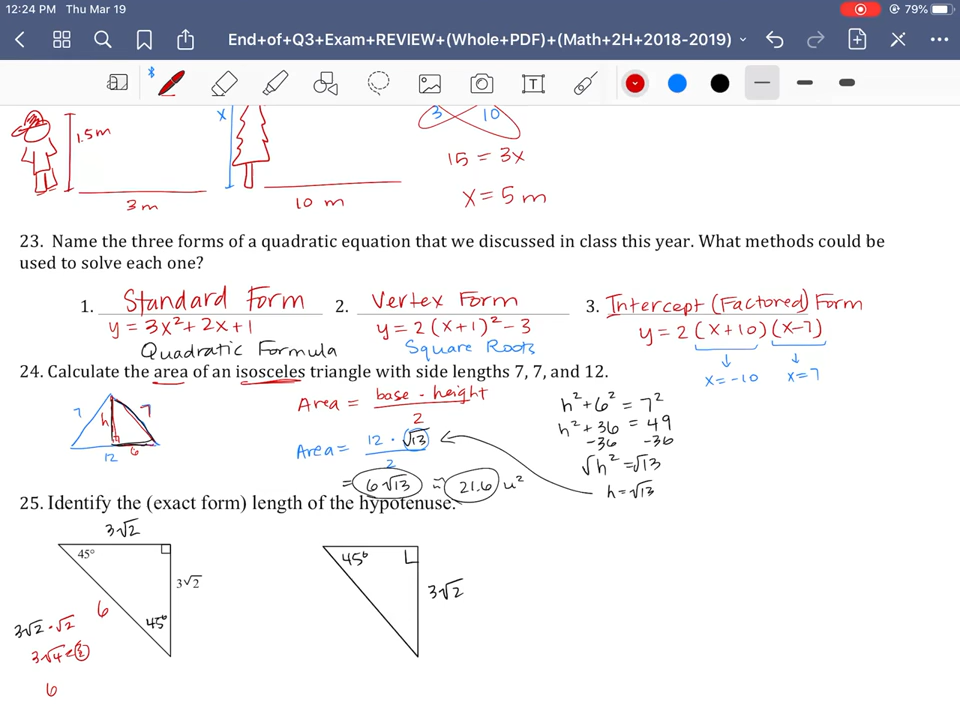 12:24 PM Thu Mar 19
79%
End+of+Q3+Exam+REVIEW+(Whole+PDF)+(Math+2H+2018-2019)
1.5m
3 m
x
10 m
3 10
15 = 3x
x = 5 m
23. Name the three forms of a quadratic equation that we discussed in class this year. What methods could be
used to solve each one?
1. Standard Form 2. Vertex Form 3. Intercept (Factored) Form
y = 3x²+2x+1 y = 2(x+1)²-3 y = 2(x+10)(x-7)
Quadratic Formula Square Roots x=-10 x=7
24. Calculate the area of an isosceles triangle with side lengths 7, 7, and 12.
7 h 7
12 6
Area = base · height / 2
Area = 12 · √13 / 2
= 6√13 ≈ 21.6 u²
h²+6² = 7²
h²+36 = 49
-36 -36
√h² = √13
h = √13
25. Identify the (exact form) length of the hypotenuse.
3√2
45°
3√2
6
45°
3√2 · √2
3√4
6
45°
3√2